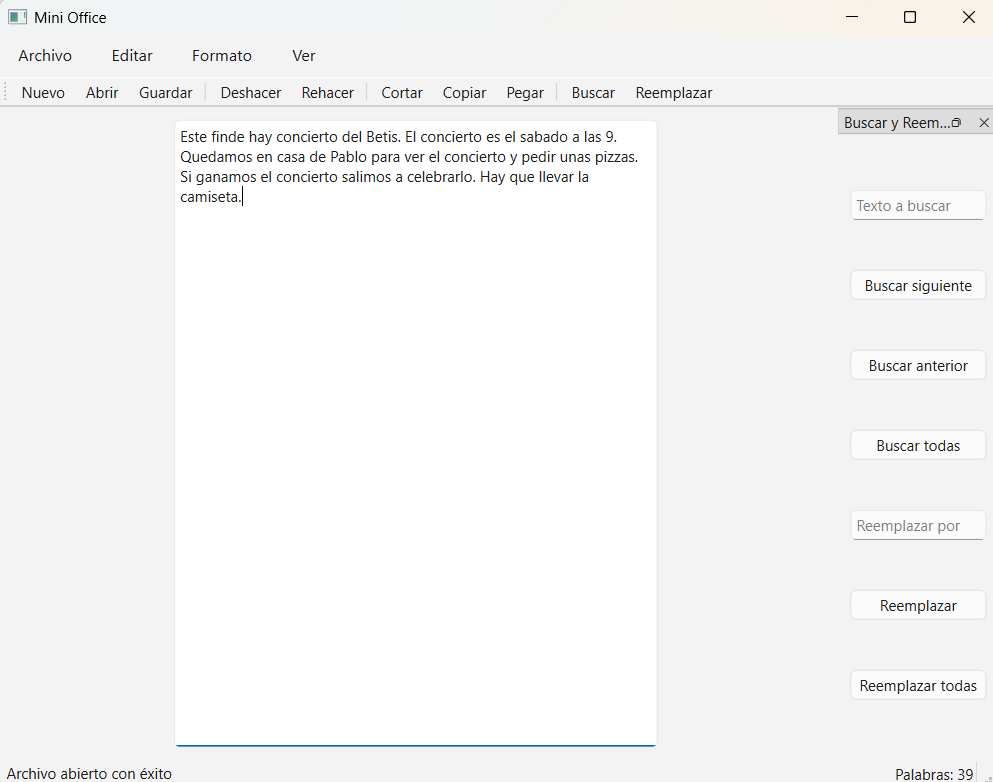 Mini Office
Archivo Editar Formato Ver
Nuevo Abrir Guardar Deshacer Rehacer Cortar Copiar Pegar Buscar Reemplazar
Buscar y Reem...
Este finde hay concierto del Betis. El concierto es el sabado a las 9.
Quedamos en casa de Pablo para ver el concierto y pedir unas pizzas.
Si ganamos el concierto salimos a celebrarlo. Hay que llevar la
camiseta.
Texto a buscar
Buscar siguiente
Buscar anterior
Buscar todas
Reemplazar por
Reemplazar
Reemplazar todas
Archivo abierto con éxito
Palabras: 39